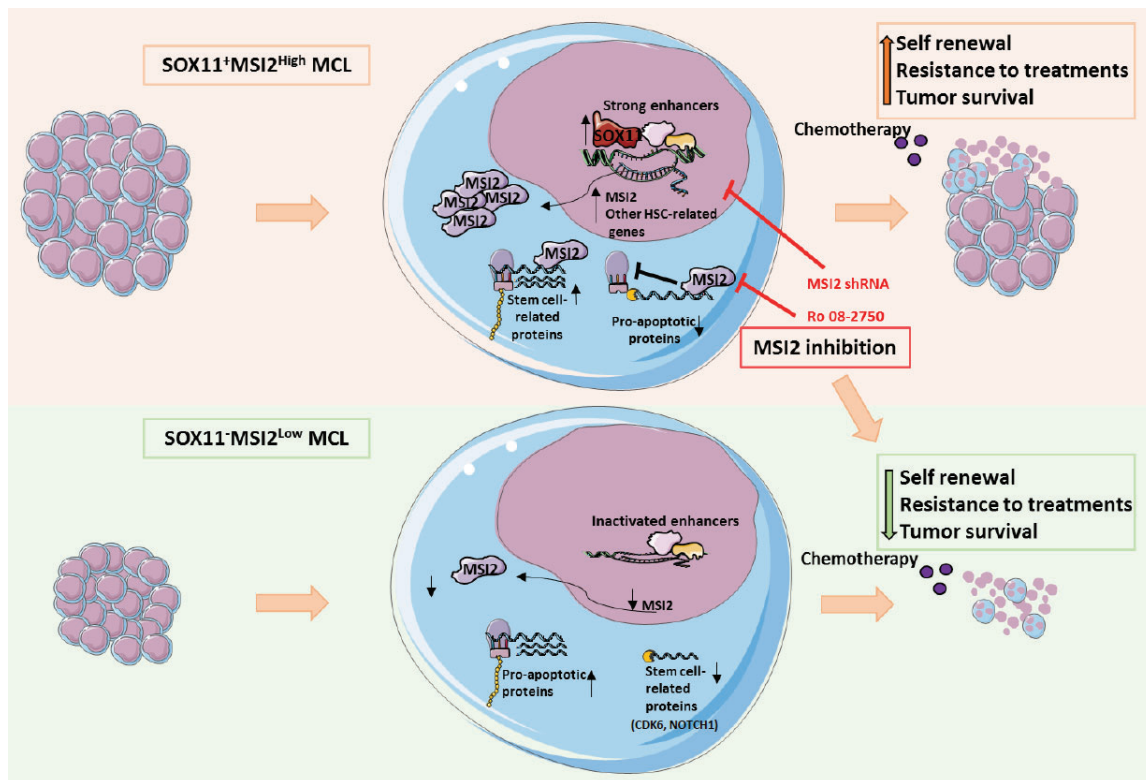 SOX11+MSI2High MCL
Self renewal
Resistance to treatments
Tumor survival
Chemotherapy
Strong enhancers
SOX11
MSI2
Other HSC-related
genes
MSI2
MSI2
MSI2
MSI2
MSI2
Stem cell-
related
proteins
MSI2
Pro-apoptotic
proteins
MSI2 shRNA
Ro 08-2750
MSI2 inhibition
SOX11-MSI2Low MCL
Self renewal
Resistance to treatments
Tumor survival
Chemotherapy
Inactivated enhancers
MSI2
MSI2
Pro-apoptotic
proteins
Stem cell-
related
proteins
(CDK6, NOTCH1)